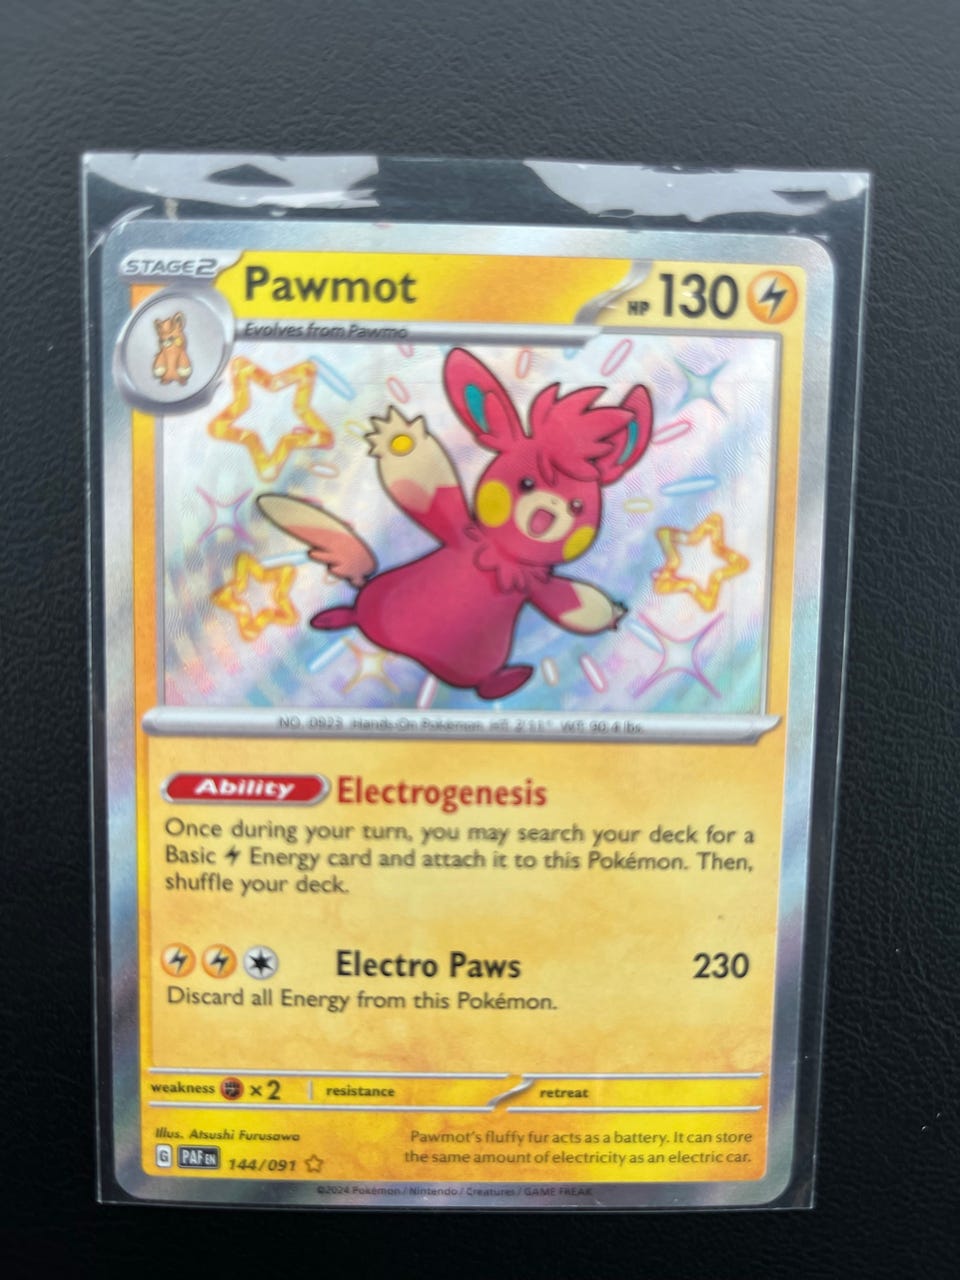 STAGE2
Pawmot
HP 130
Evolves from Pawmo
NO. 0923 Hands-On Pokémon HT: 2'11" WT: 90.4 lbs.
Ability Electrogenesis
Once during your turn, you may search your deck for a
Basic Energy card and attach it to this Pokémon. Then,
shuffle your deck.
Electro Paws 230
Discard all Energy from this Pokémon.
weakness ×2 resistance retreat
Illus. Atsushi Furusawa
Pawmot's fluffy fur acts as a battery. It can store
the same amount of electricity as an electric car.
G PAF EN 144/091
©2024 Pokémon / Nintendo / Creatures / GAME FREAK